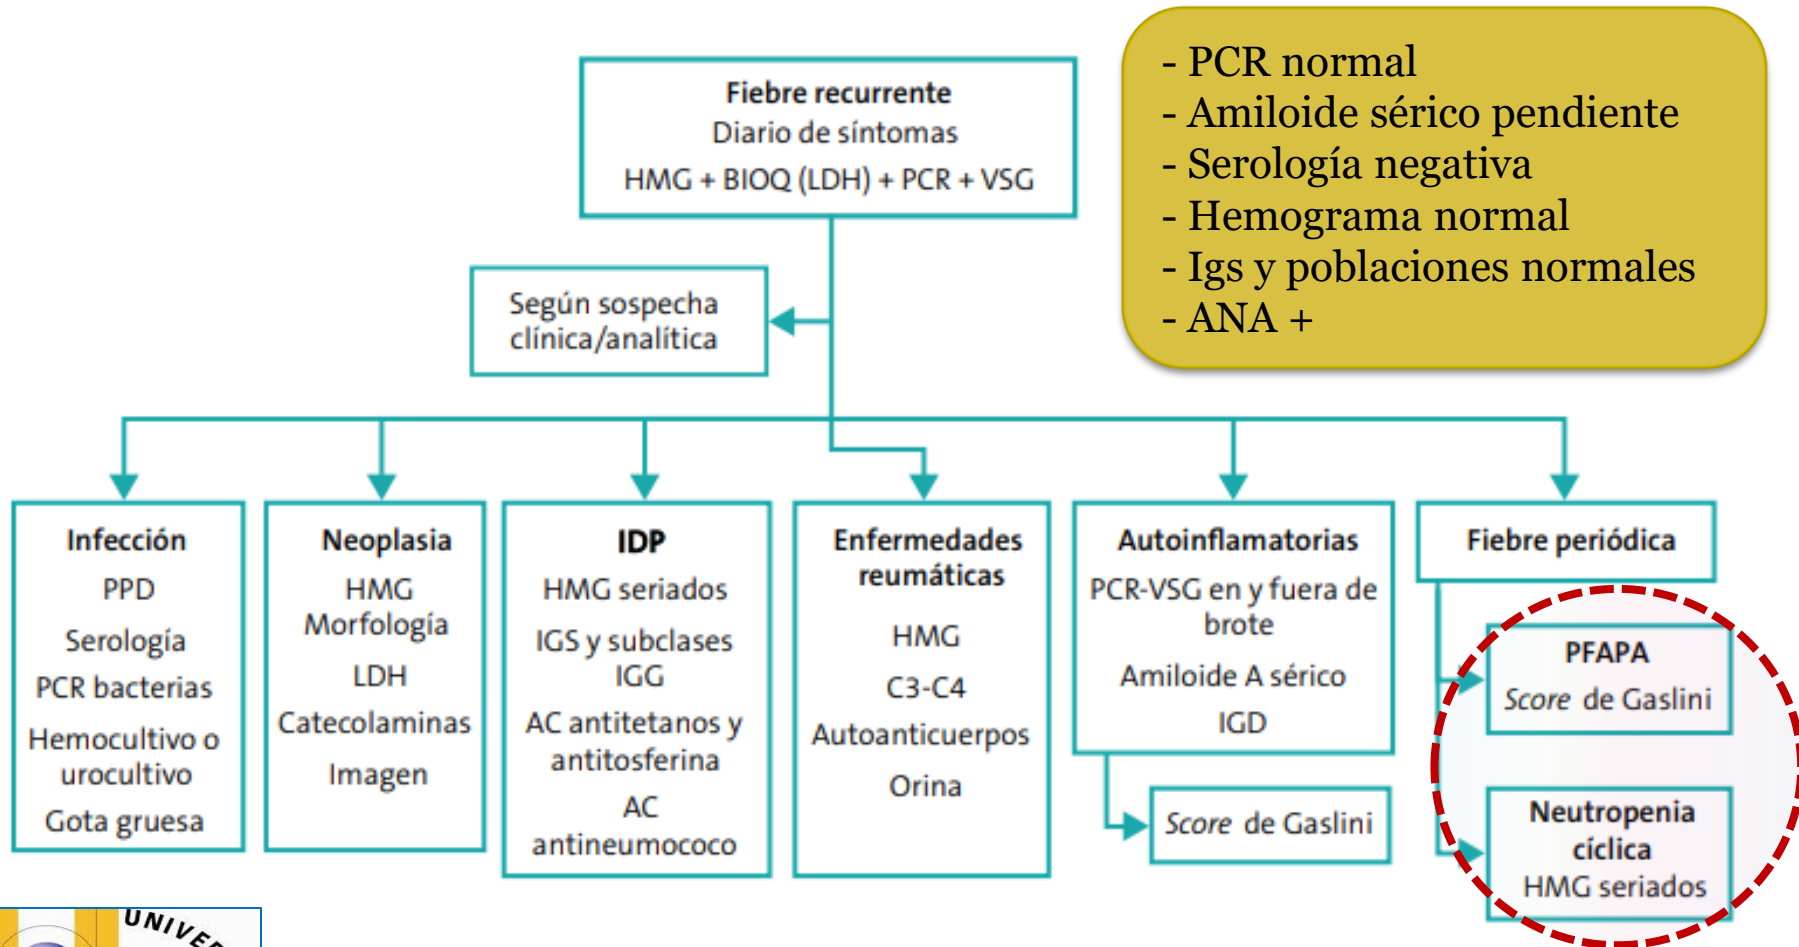 - PCR normal
- Amiloide sérico pendiente
- Serología negativa
- Hemograma normal
- Igs y poblaciones normales
- ANA +
Fiebre recurrente
Diario de síntomas
HMG + BIOQ (LDH) + PCR + VSG
Según sospecha
clínica/analítica
Infección
PPD
Serología
PCR bacterias
Hemocultivo o
urocultivo
Gota gruesa
Neoplasia
HMG
Morfología
LDH
Catecolaminas
Imagen
IDP
HMG seriados
IGS y subclases
IGG
AC antitetanos y
antitosferina
AC
antineumococo
Enfermedades
reumáticas
HMG
C3-C4
Autoanticuerpos
Orina
Autoinflamatorias
PCR-VSG en y fuera de
brote
Amiloide A sérico
IGD
Score de Gaslini
Fiebre periódica
PFAPA
Score de Gaslini
Neutropenia
cíclica
HMG seriados